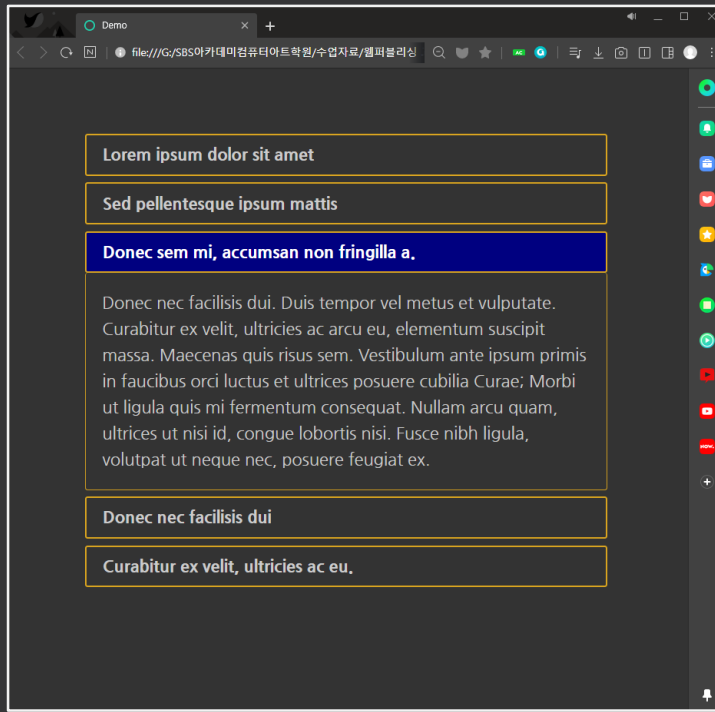 Demo
file:///G:/SBS아카데미컴퓨터아트학원/수업자료/웹퍼블리싱
Lorem ipsum dolor sit amet
Sed pellentesque ipsum mattis
Donec sem mi, accumsan non fringilla a.
Donec nec facilisis dui. Duis tempor vel metus et vulputate.
Curabitur ex velit, ultricies ac arcu eu, elementum suscipit
massa. Maecenas quis risus sem. Vestibulum ante ipsum primis
in faucibus orci luctus et ultrices posuere cubilia Curae; Morbi
ut ligula quis mi fermentum consequat. Nullam arcu quam,
ultrices ut nisi id, congue lobortis nisi. Fusce nibh ligula,
volutpat ut neque nec, posuere feugiat ex.
Donec nec facilisis dui
Curabitur ex velit, ultricies ac eu.